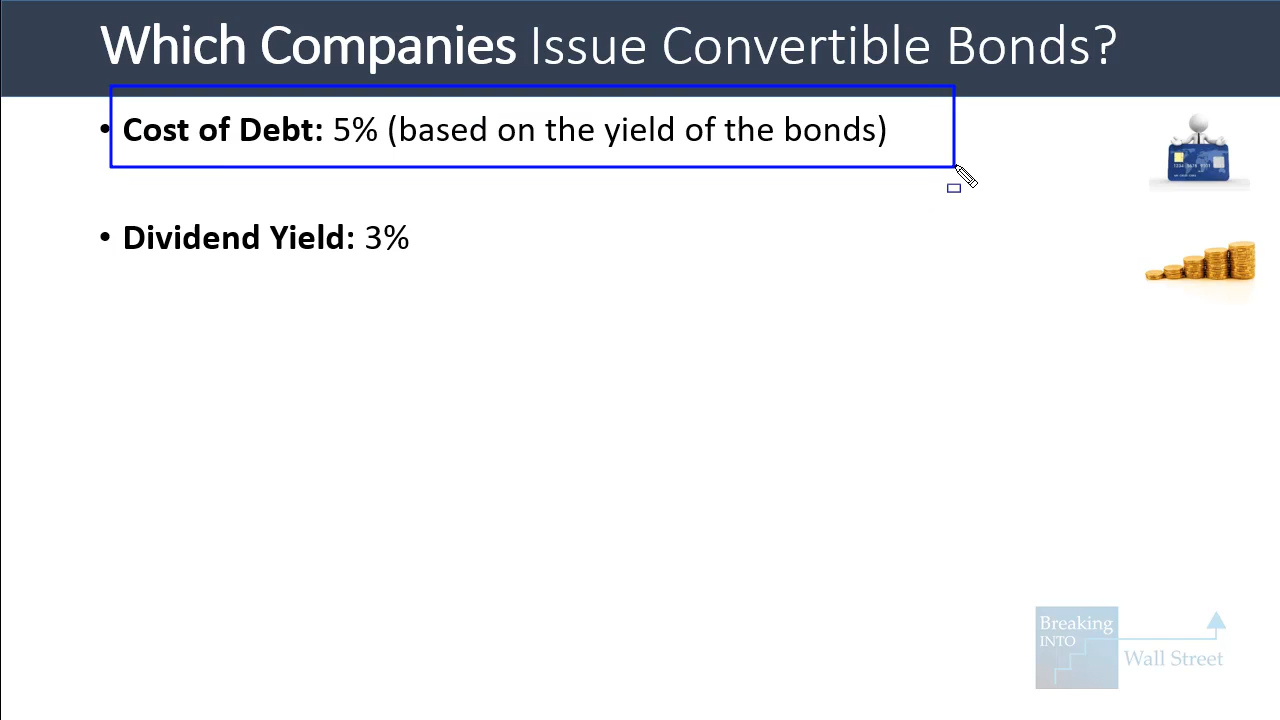 Which Companies Issue Convertible Bonds?
• Cost of Debt: 5% (based on the yield of the bonds)
• Dividend Yield: 3%
Breaking
INTO
Wall Street